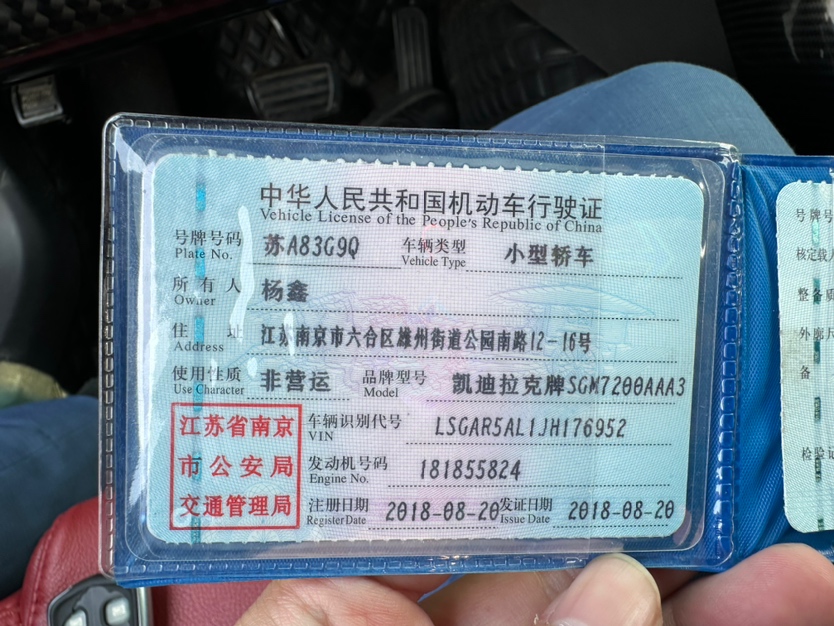 中华人民共和国机动车行驶证
Vehicle License of the People's Republic of China
号牌号码 苏A83G9Q 车辆类型 小型轿车
Plate No. Vehicle Type
所有人 杨鑫
Owner
住址 江苏南京市六合区雄州街道公园南路12-16号
Address
使用性质 非营运 品牌型号 凯迪拉克牌SGM7200AAA3
Use Character Model
江苏省南京
市公安局
交通管理局
车辆识别代号 LSGAR5AL1JH176952
VIN
发动机号码 181855824
Engine No.
注册日期 2018-08-20 发证日期 2018-08-20
Register Date Issue Date
号牌号
核定载人
整备质
外廓尺
备
检验记